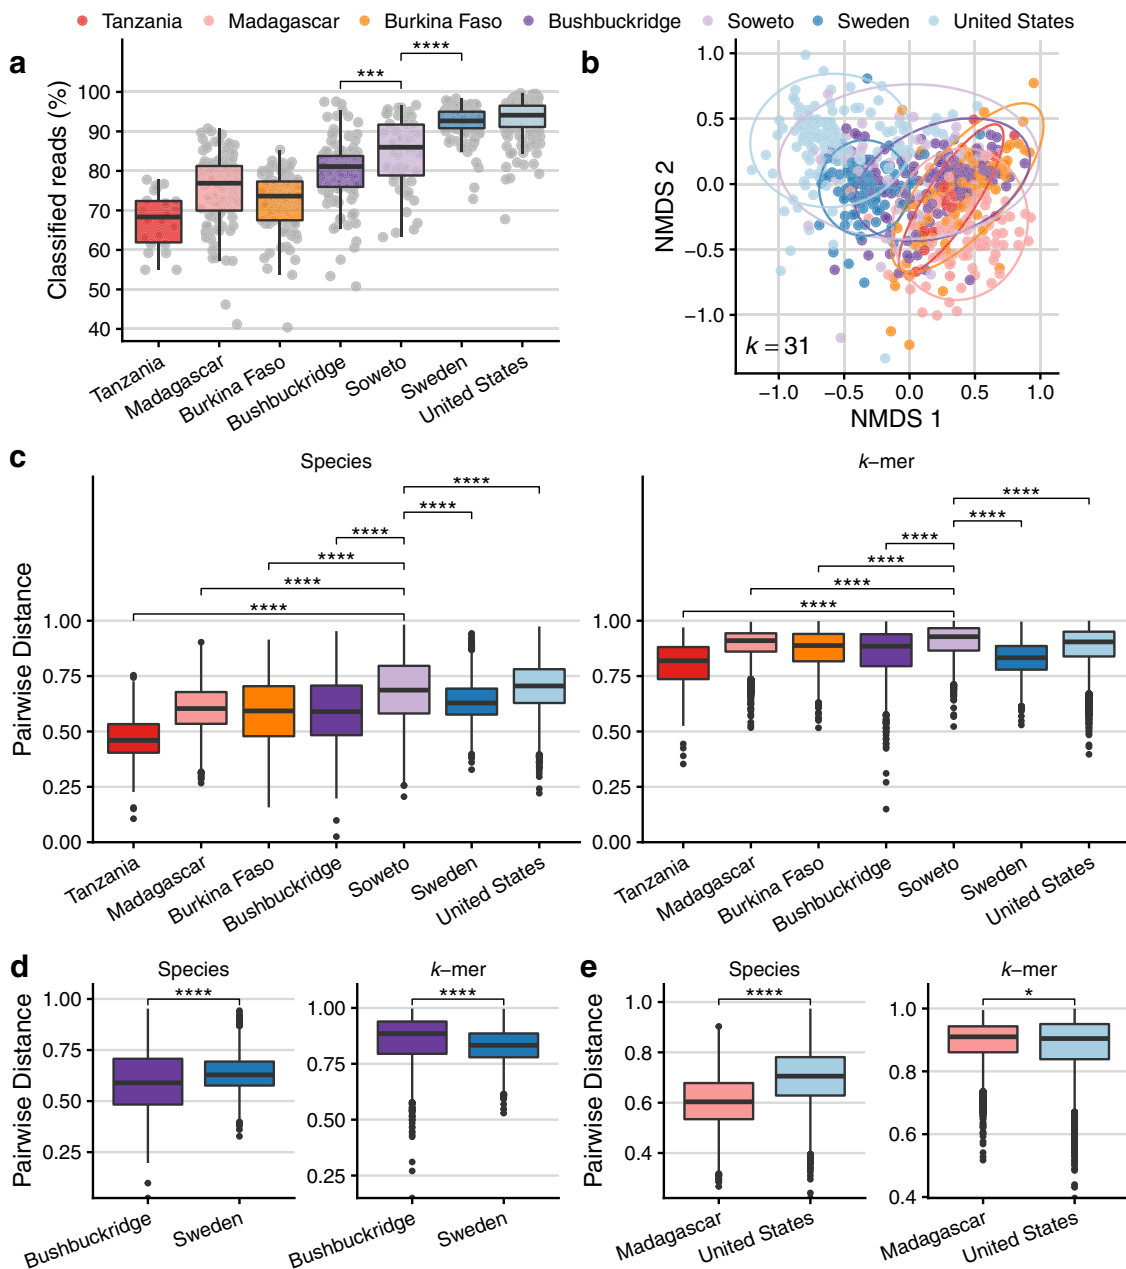 Tanzania Madagascar Burkina Faso Bushbuckridge Soweto Sweden United States
a
Classified reads (%)
100
90
80
70
60
50
40
***
****
Tanzania
Madagascar
Burkina Faso
Bushbuckridge
Soweto
Sweden
United States
b
NMDS 2
1.0
0.5
0.0
−0.5
−1.0
k = 31
−1.0 −0.5 0.0 0.5 1.0
NMDS 1
c
Species
Pairwise Distance
****
****
****
****
****
****
1.00
0.75
0.50
0.25
0.00
Tanzania
Madagascar
Burkina Faso
Bushbuckridge
Soweto
Sweden
United States
k−mer
****
****
****
****
****
****
1.00
0.75
0.50
0.25
0.00
Tanzania
Madagascar
Burkina Faso
Bushbuckridge
Soweto
Sweden
United States
d
Species
Pairwise Distance
****
1.00
0.75
0.50
0.25
Bushbuckridge
Sweden
k−mer
****
1.00
0.75
0.50
0.25
Bushbuckridge
Sweden
e
Species
Pairwise Distance
****
1.0
0.8
0.6
0.4
Madagascar
United States
k−mer
*
1.0
0.8
0.6
0.4
Madagascar
United States